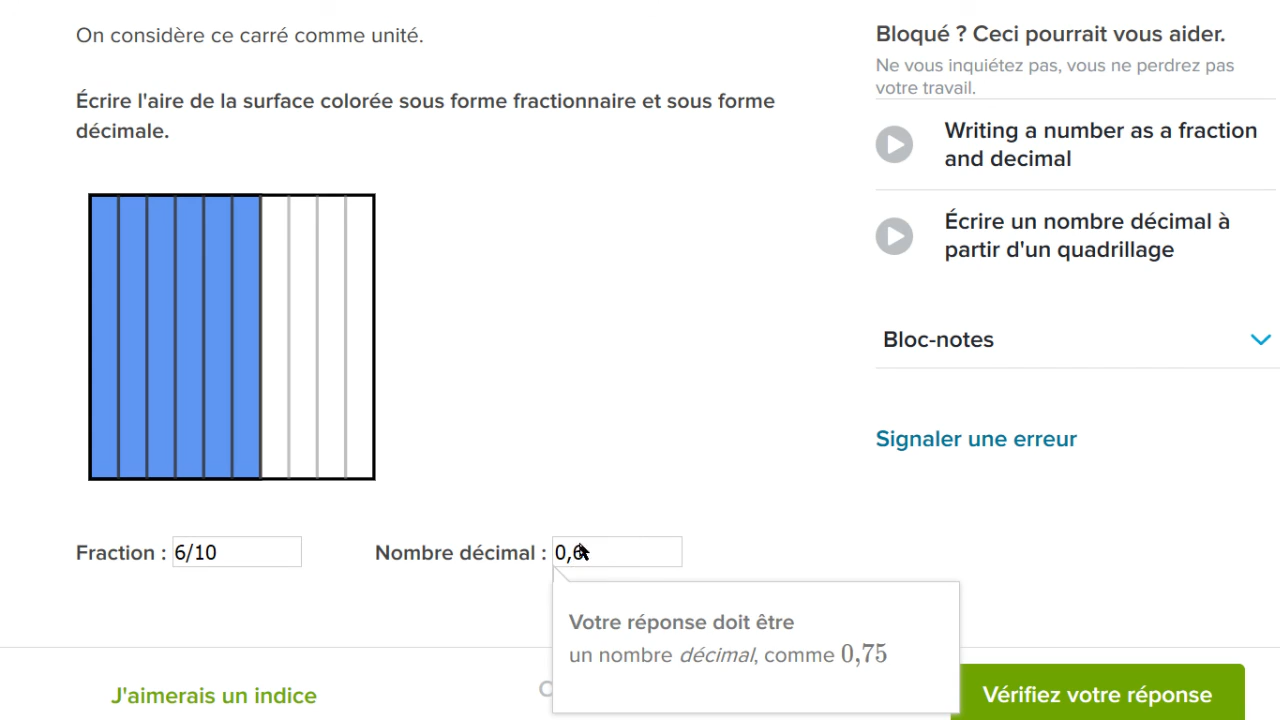 On considère ce carré comme unité.
Écrire l'aire de la surface colorée sous forme fractionnaire et sous forme
décimale.
Fraction : 6/10
Nombre décimal : 0,6
Votre réponse doit être
un nombre décimal, comme 0,75
J'aimerais un indice
Vérifiez votre réponse
Bloqué ? Ceci pourrait vous aider.
Ne vous inquiétez pas, vous ne perdrez pas
votre travail.
Writing a number as a fraction
and decimal
Écrire un nombre décimal à
partir d'un quadrillage
Bloc-notes
Signaler une erreur